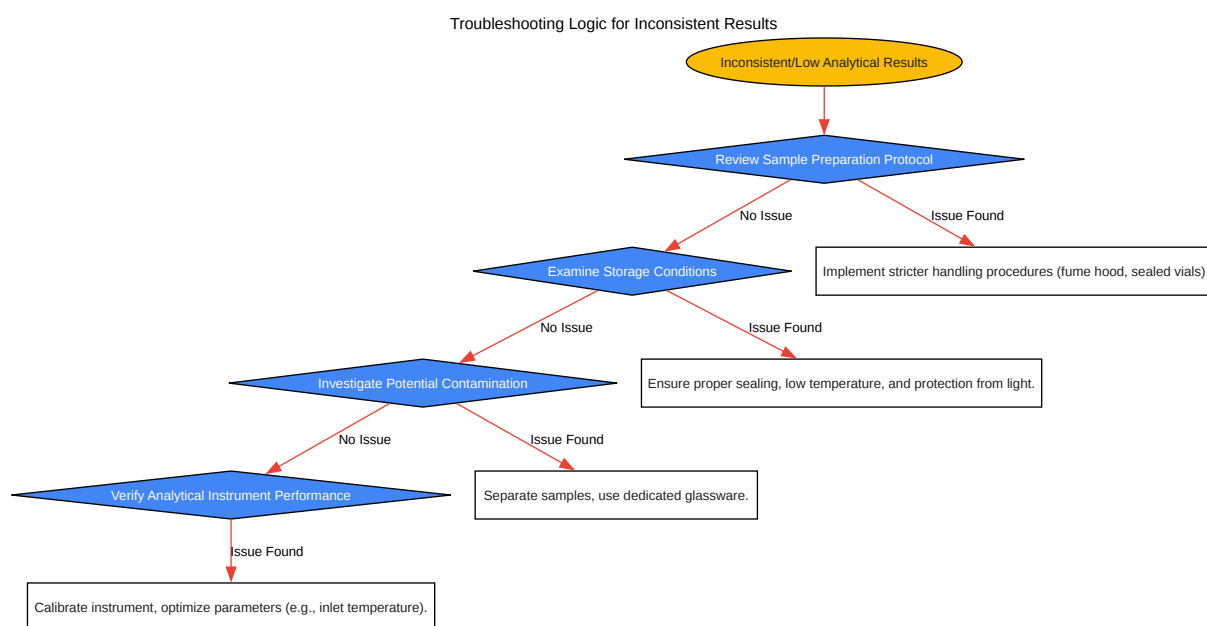 Troubleshooting Logic for Inconsistent Results
Inconsistent/Low Analytical Results
Review Sample Preparation Protocol
No Issue
Issue Found
Examine Storage Conditions
Implement stricter handling procedures (fume hood, sealed vials).
No Issue
Issue Found
Investigate Potential Contamination
Ensure proper sealing, low temperature, and protection from light.
No Issue
Issue Found
Verify Analytical Instrument Performance
Separate samples, use dedicated glassware.
Issue Found
Calibrate instrument, optimize parameters (e.g., inlet temperature).